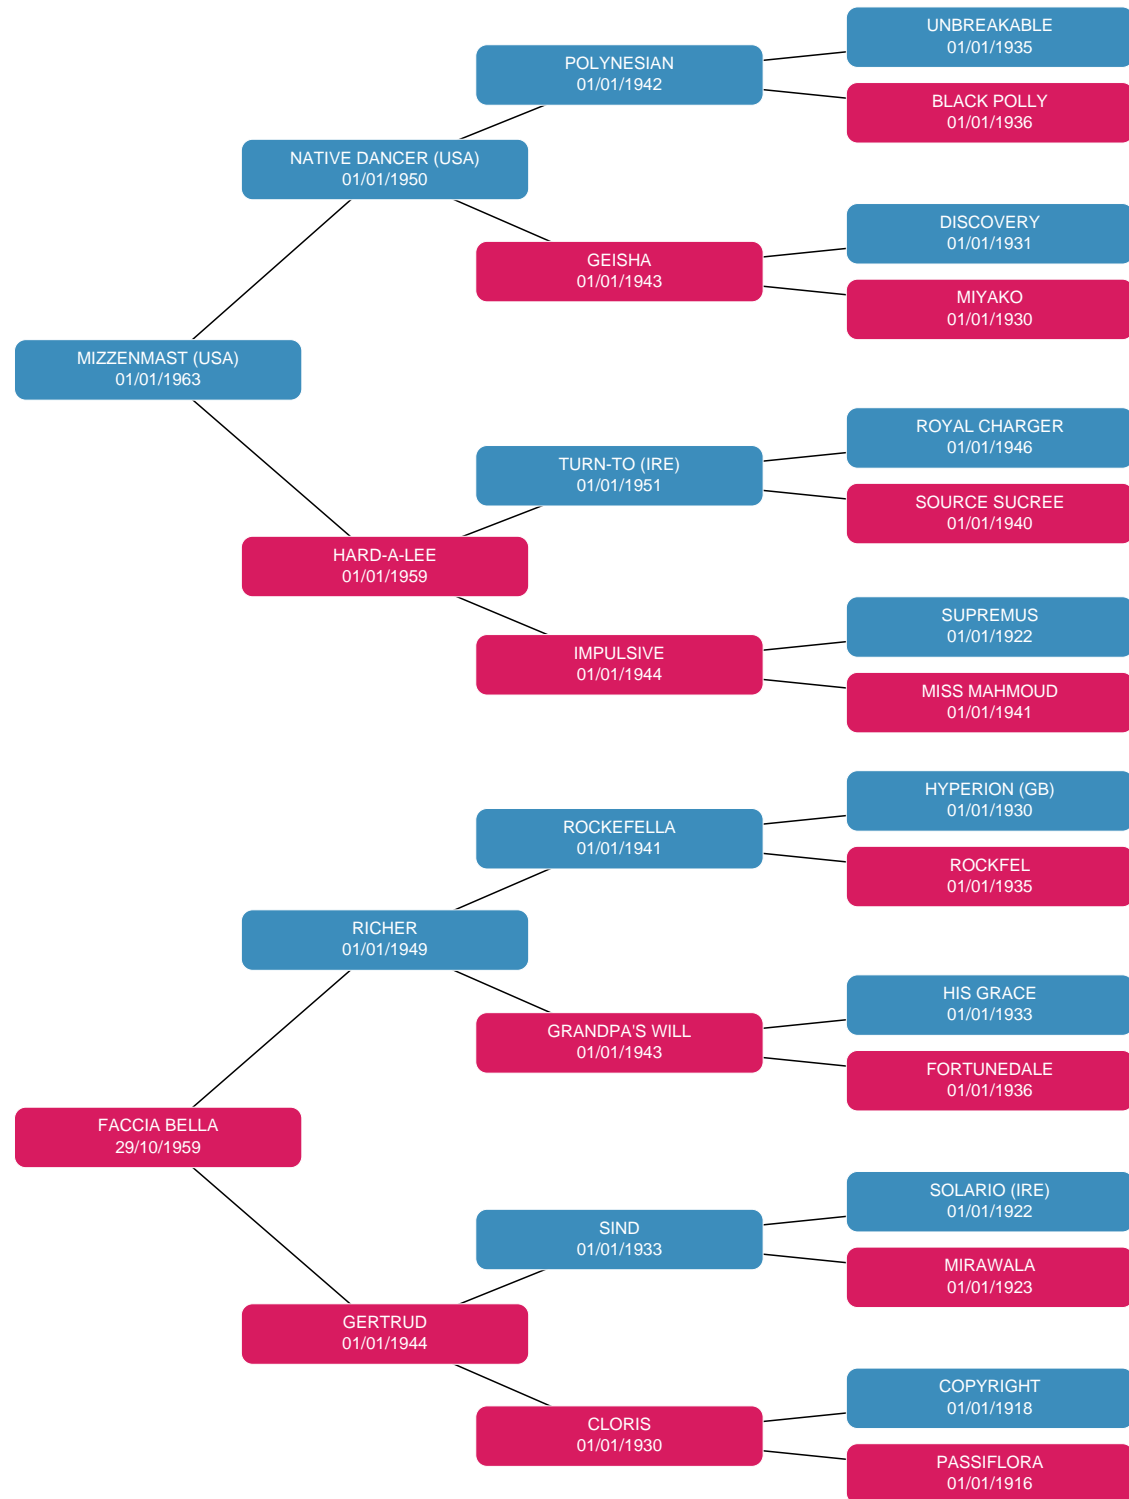 UNBREAKABLE
01/01/1935
POLYNESIAN
01/01/1942
BLACK POLLY
01/01/1936
NATIVE DANCER (USA)
01/01/1950
DISCOVERY
01/01/1931
GEISHA
01/01/1943
MIYAKO
01/01/1930
MIZZENMAST (USA)
01/01/1963
ROYAL CHARGER
01/01/1946
TURN-TO (IRE)
01/01/1951
SOURCE SUCREE
01/01/1940
HARD-A-LEE
01/01/1959
SUPREMUS
01/01/1922
IMPULSIVE
01/01/1944
MISS MAHMOUD
01/01/1941
HYPERION (GB)
01/01/1930
ROCKEFELLA
01/01/1941
ROCKFEL
01/01/1935
RICHER
01/01/1949
HIS GRACE
01/01/1933
GRANDPA'S WILL
01/01/1943
FORTUNEDALE
01/01/1936
FACCIA BELLA
29/10/1959
SOLARIO (IRE)
01/01/1922
SIND
01/01/1933
MIRAWALA
01/01/1923
GERTRUD
01/01/1944
COPYRIGHT
01/01/1918
CLORIS
01/01/1930
PASSIFLORA
01/01/1916